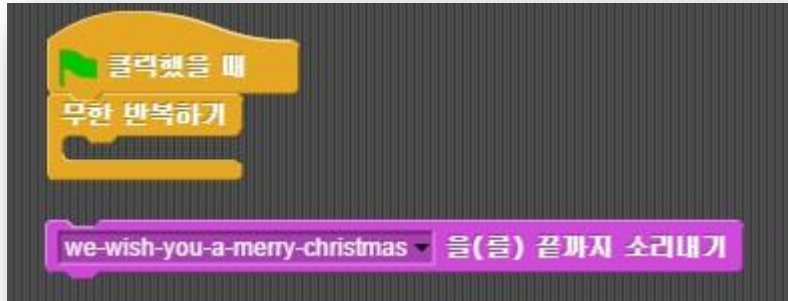 클릭했을 때
무한 반복하기
we-wish-you-a-merry-christmas 을(를) 끝까지 소리내기